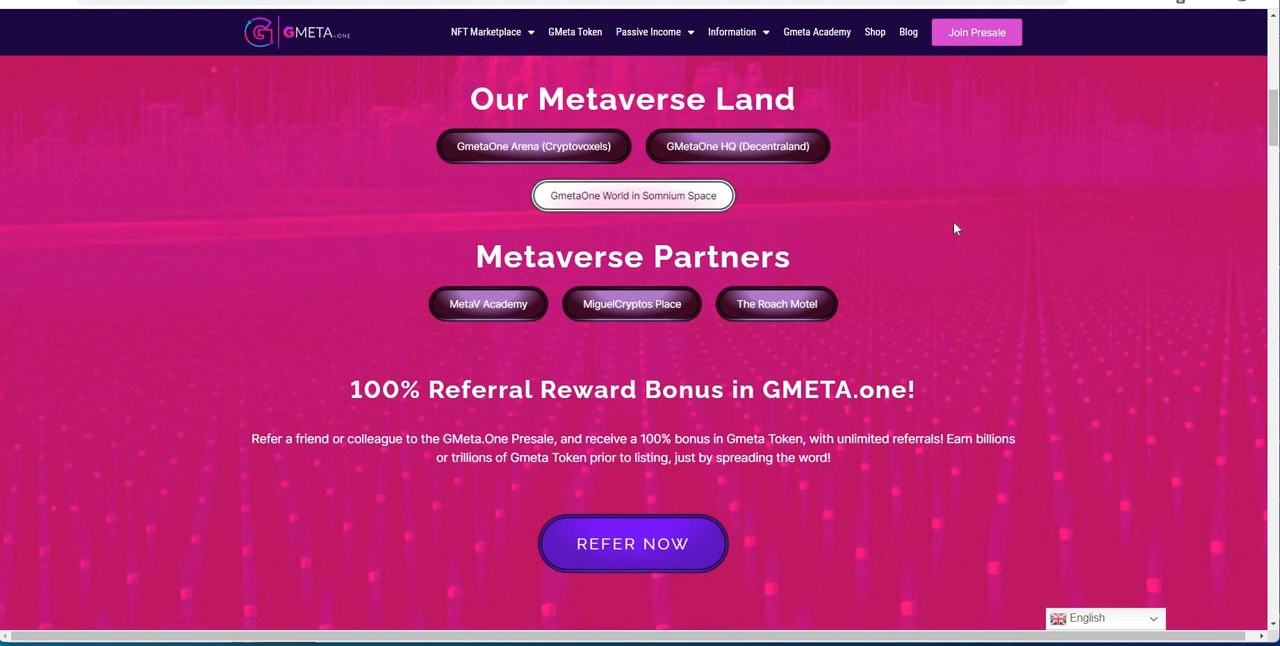 GMETA.ONE
NFT Marketplace
GMeta Token
Passive Income
Information
Gmeta Academy
Shop
Blog
Join Presale
Our Metaverse Land
GmetaOne Arena (Cryptovoxels)
GMetaOne HQ (Decentraland)
GmetaOne World in Somnium Space
Metaverse Partners
MetaV Academy
MiguelCryptos Place
The Roach Motel
100% Referral Reward Bonus in GMETA.one!
Refer a friend or colleague to the GMeta.One Presale, and receive a 100% bonus in Gmeta Token, with unlimited referrals! Earn billions
or trillions of Gmeta Token prior to listing, just by spreading the word!
REFER NOW
English